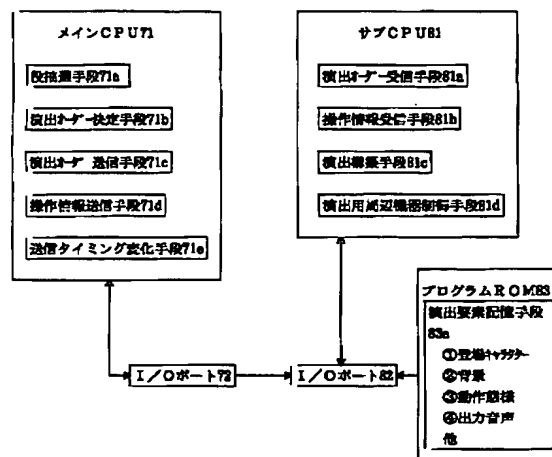 メインCPU71
役抽選手段71a
演出オーダー決定手段71b
演出オーダー送信手段71c
操作情報送信手段71d
送信タイミング変化手段71e
サブCPU81
演出オーダー受信手段81a
操作情報受信手段81b
演出構築手段81c
演出用周辺機器制御手段81d
プログラムROM83
演出要素記憶手段
83a
①登場キャラクター
②背景
③動作態様
④出力音声
他
I/Oポート72
I/Oポート82